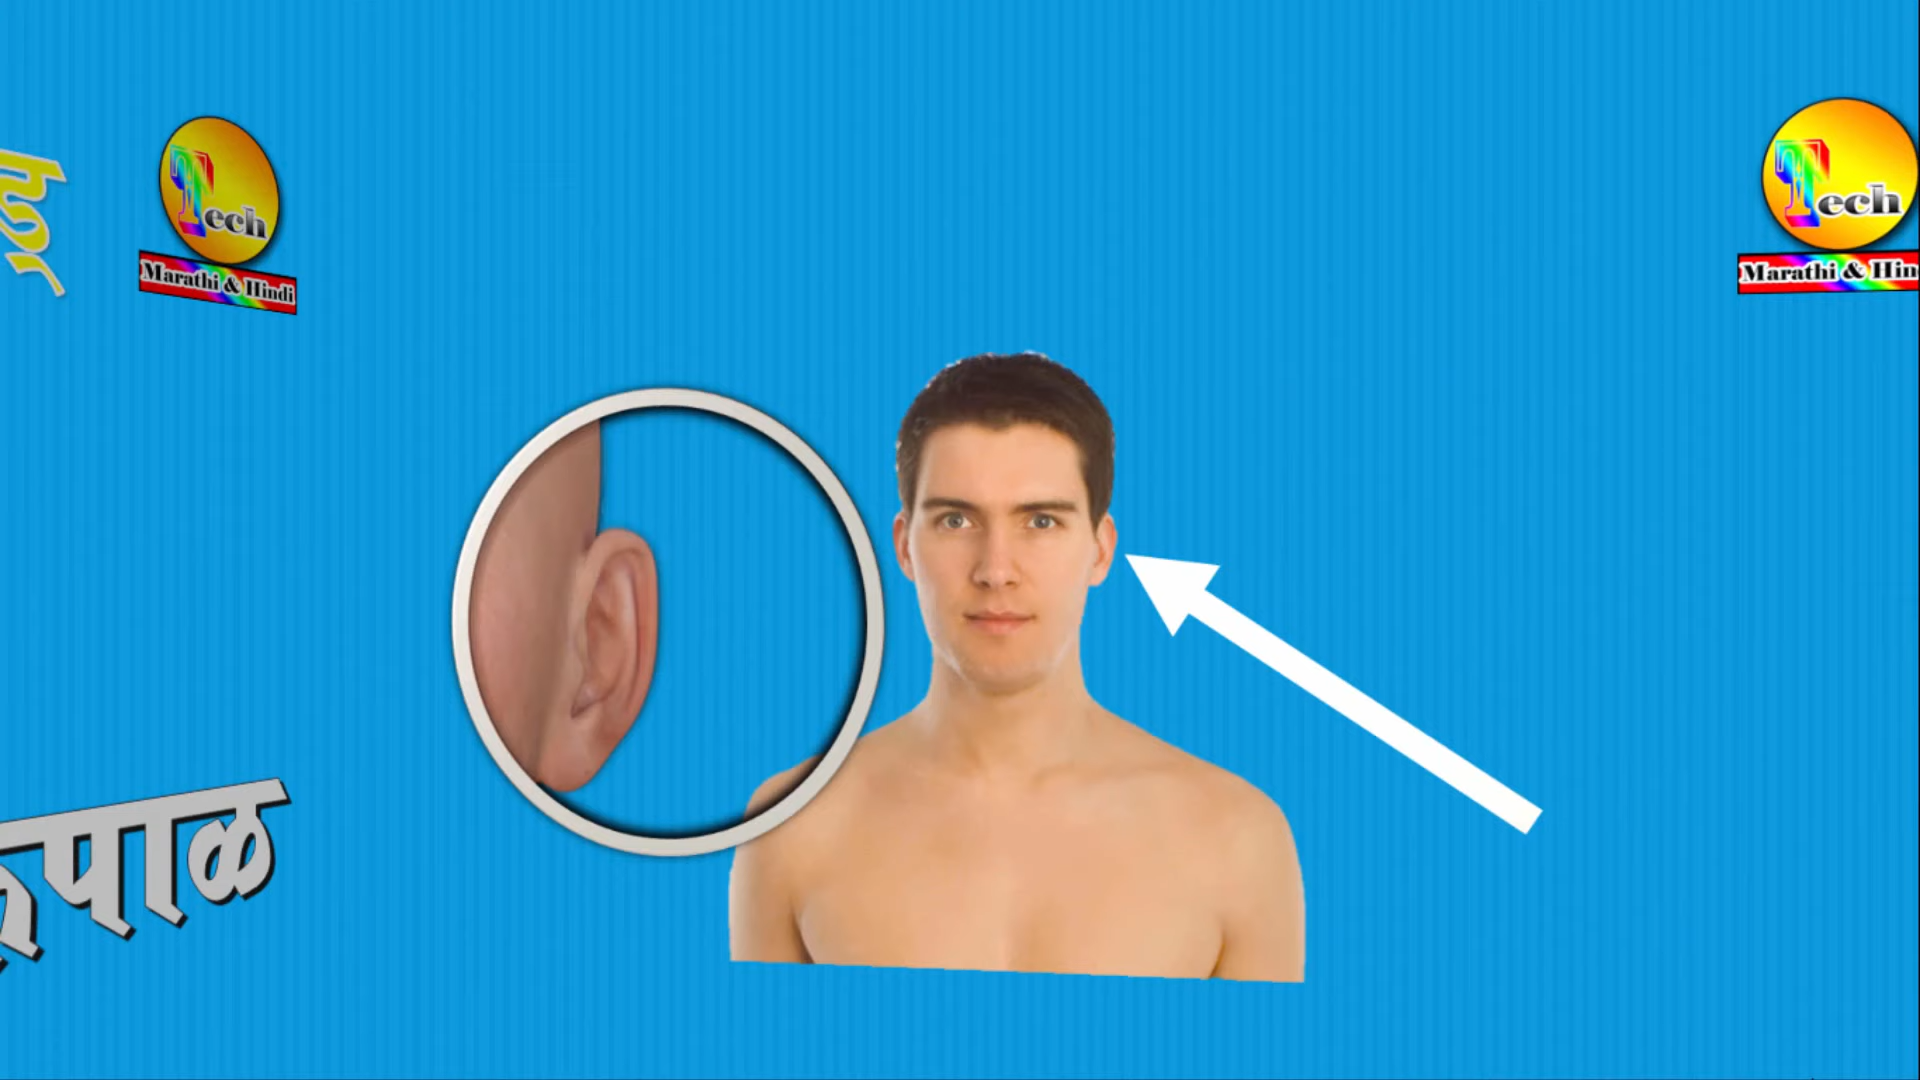 Tech
Marathi & Hindi
Tech
Marathi & Hin
पाळ